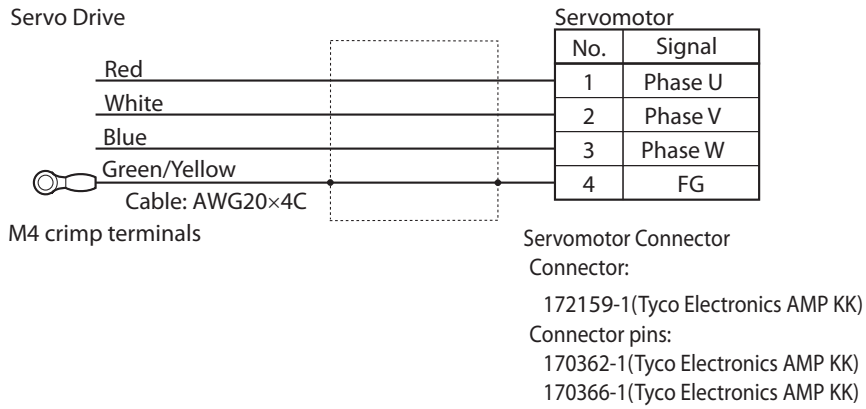 Servo Drive
Servomotor
No. Signal
Red
1 Phase U
White
2 Phase V
Blue
3 Phase W
Green/Yellow
4 FG
Cable: AWG20×4C
M4 crimp terminals
Servomotor Connector
Connector:
172159-1(Tyco Electronics AMP KK)
Connector pins:
170362-1(Tyco Electronics AMP KK)
170366-1(Tyco Electronics AMP KK)